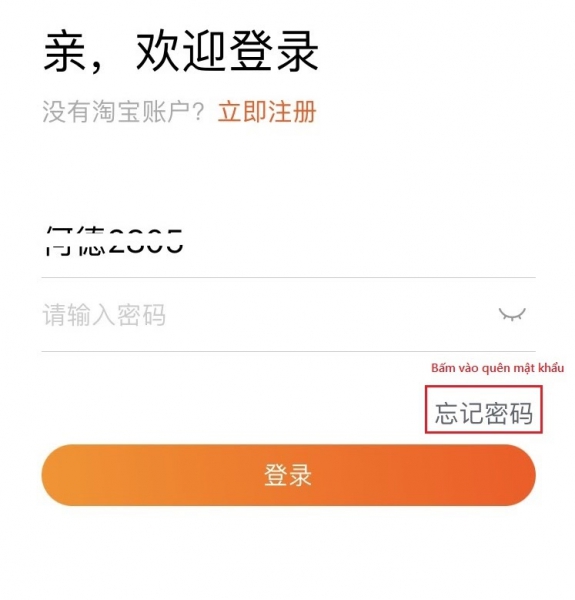 亲，欢迎登录
没有淘宝账户？立即注册
何德2805
请输入密码
Bấm vào quên mật khẩu
忘记密码
登录